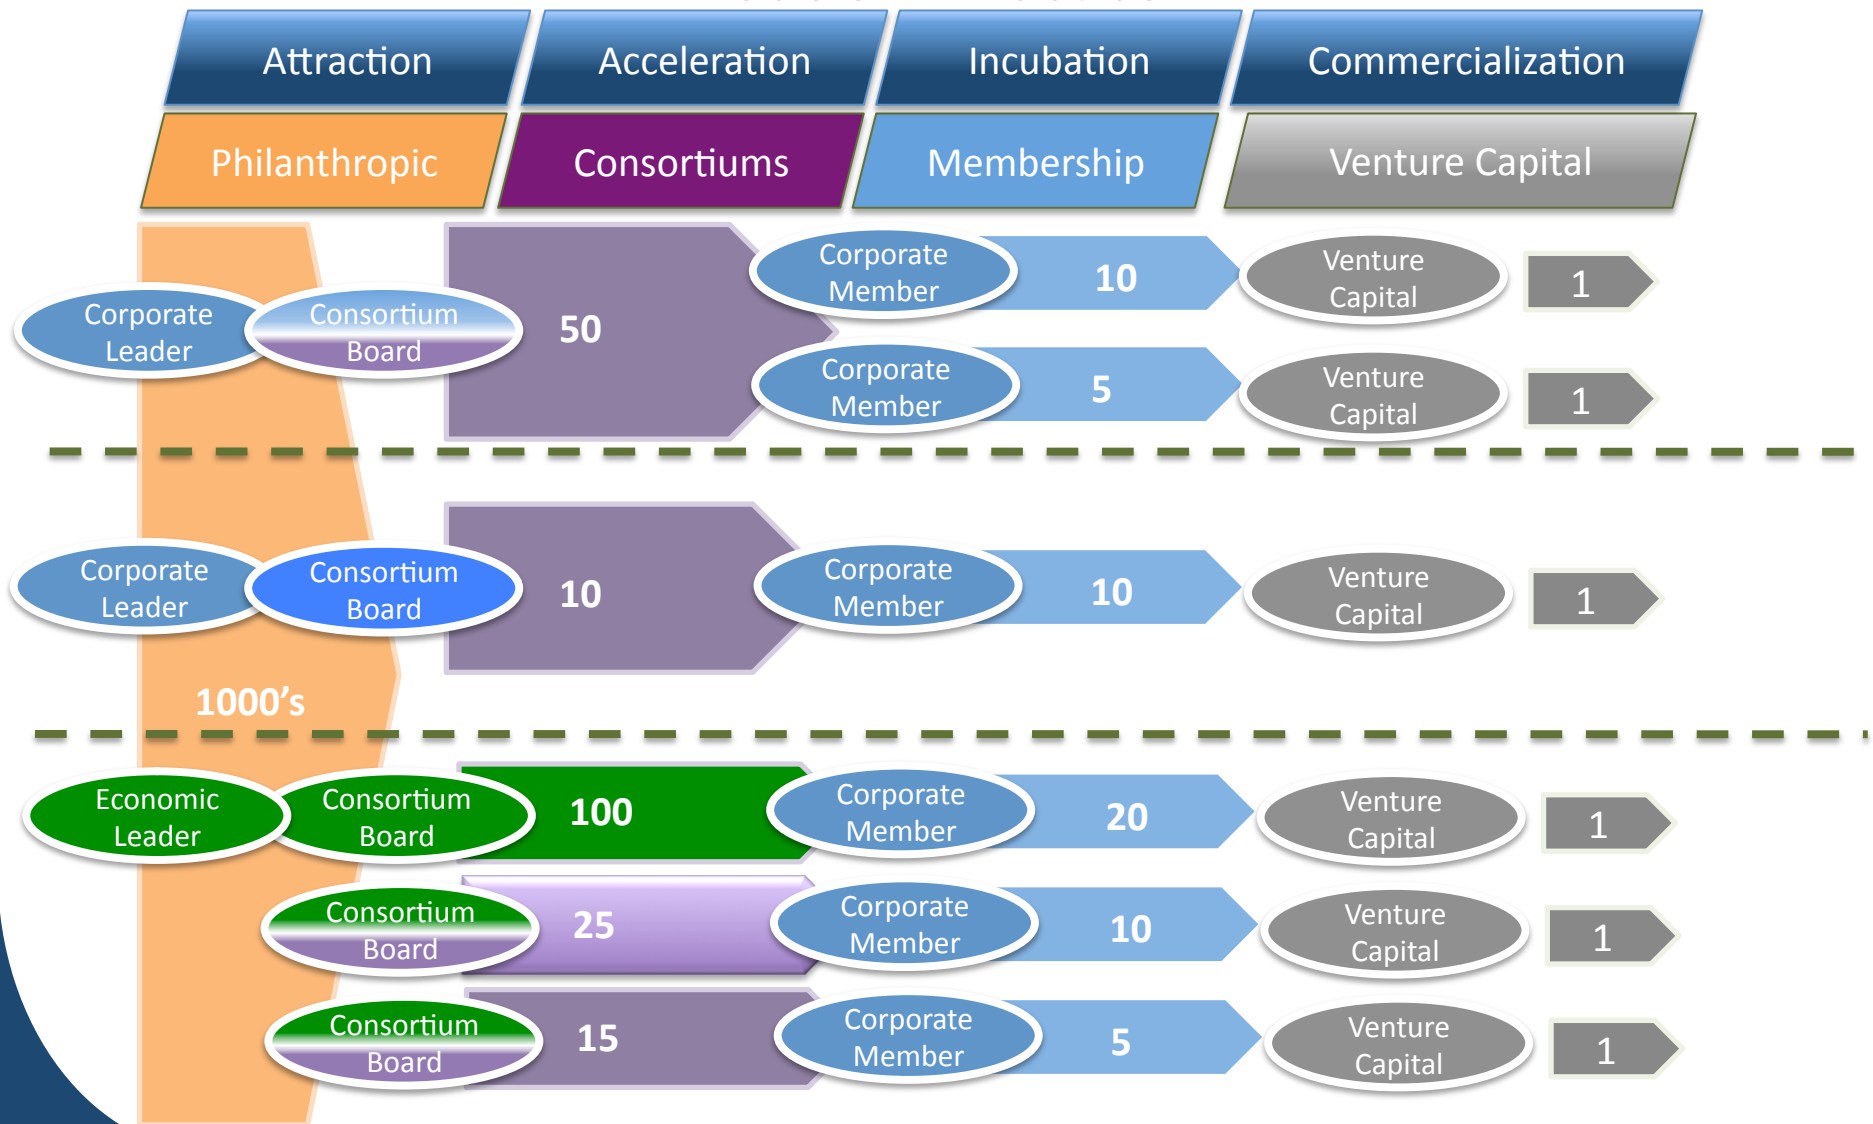 Attraction
Acceleration
Incubation
Commercialization
Philanthropic
Consortiums
Membership
Venture Capital
Corporate
Leader
Consortium
Board
50
Corporate
Member
10
Venture
Capital
1
Corporate
Member
5
Venture
Capital
1
Corporate
Leader
Consortium
Board
10
Corporate
Member
10
Venture
Capital
1
1000’s
Economic
Leader
Consortium
Board
100
Corporate
Member
20
Venture
Capital
1
Consortium
Board
25
Corporate
Member
10
Venture
Capital
1
Consortium
Board
15
Corporate
Member
5
Venture
Capital
1